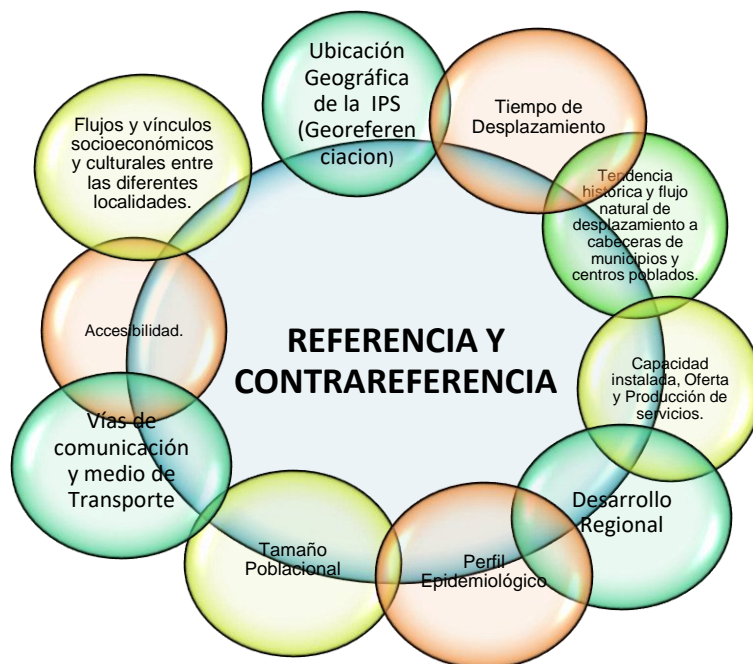 Ubicación
Geográfica
de la IPS
(Georeferen
ciacion)
Tiempo de
Desplazamiento
Tendencia
histórica y flujo
natural de
desplazamiento a
cabeceras de
municipios y
centros poblados.
Capacidad
instalada, Oferta
y Producción de
servicios.
Desarrollo
Regional
Perfil
Epidemiológico
Tamaño
Poblacional
Vías de
comunicación
y medio de
Transporte
Accesibilidad.
Flujos y vínculos
socioeconómicos
y culturales entre
las diferentes
localidades.
REFERENCIA Y
CONTRAREFERENCIA